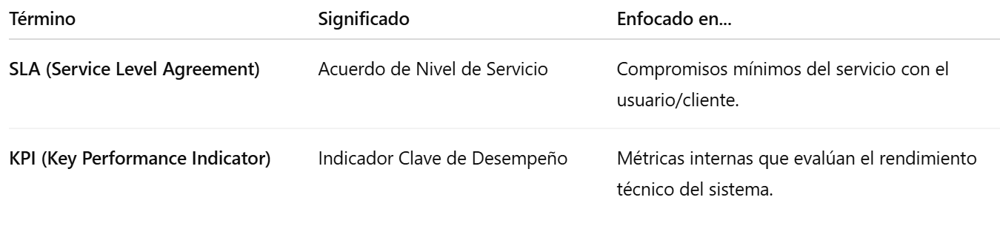 Término Significado Enfocado en...
SLA (Service Level Agreement) Acuerdo de Nivel de Servicio Compromisos mínimos del servicio con el
usuario/cliente.
KPI (Key Performance Indicator) Indicador Clave de Desempeño Métricas internas que evalúan el rendimiento
técnico del sistema.